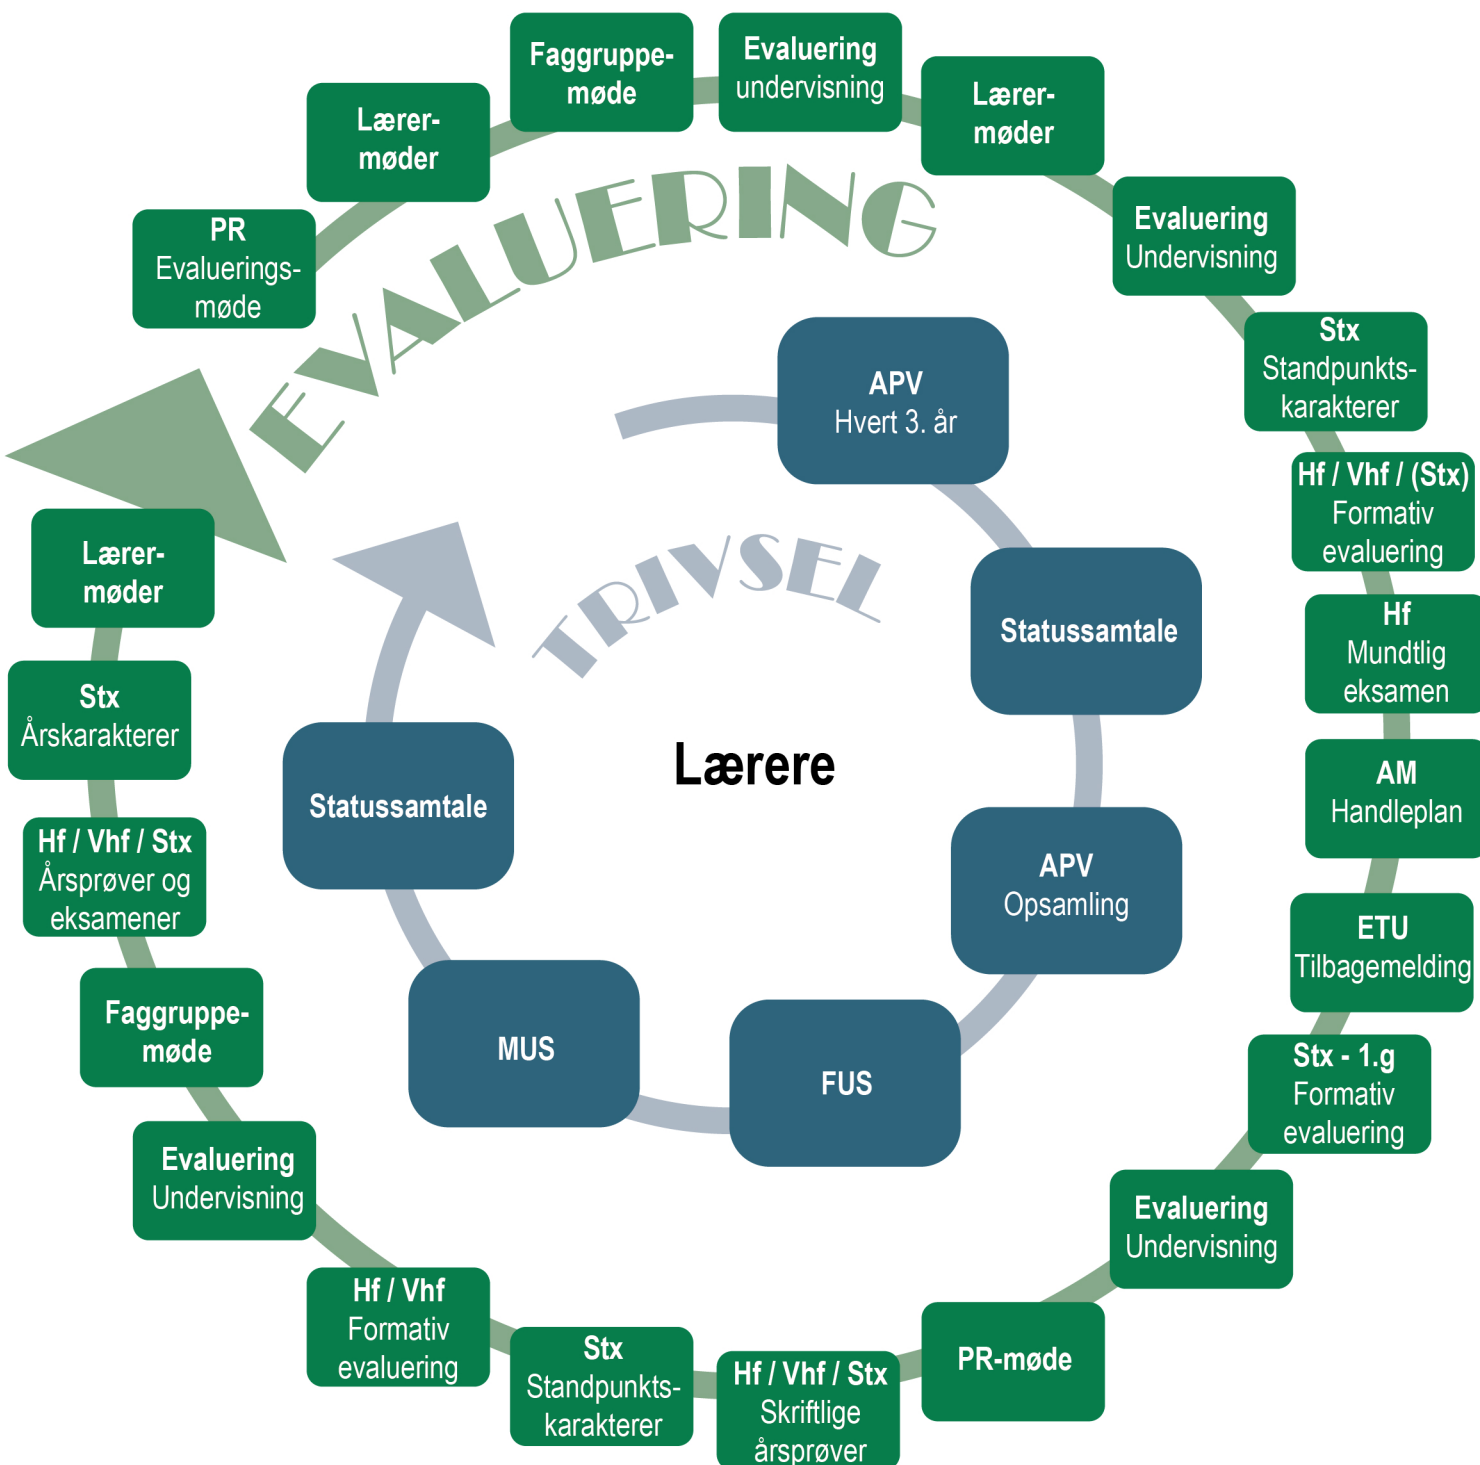 PR
Evaluerings-
møde
Lærer-
møder
Faggruppe-
møde
Evaluering
undervisning
Lærer-
møder
Evaluering
Undervisning
Stx
Standpunkts-
karakterer
Hf / Vhf / (Stx)
Formativ
evaluering
Hf
Mundtlig
eksamen
AM
Handleplan
ETU
Tilbagemelding
Stx - 1.g
Formativ
evaluering
Evaluering
Undervisning
PR-møde
Hf / Vhf / Stx
Skriftlige
årsprøver
Stx
Standpunkts-
karakterer
Hf / Vhf
Formativ
evaluering
Evaluering
Undervisning
Faggruppe-
møde
Hf / Vhf / Stx
Årsprøver og
eksamener
Stx
Årskarakterer
Lærer-
møder
EVALUERING
APV
Hvert 3. år
Statussamtale
APV
Opsamling
FUS
MUS
Statussamtale
TRIVSEL
Lærere